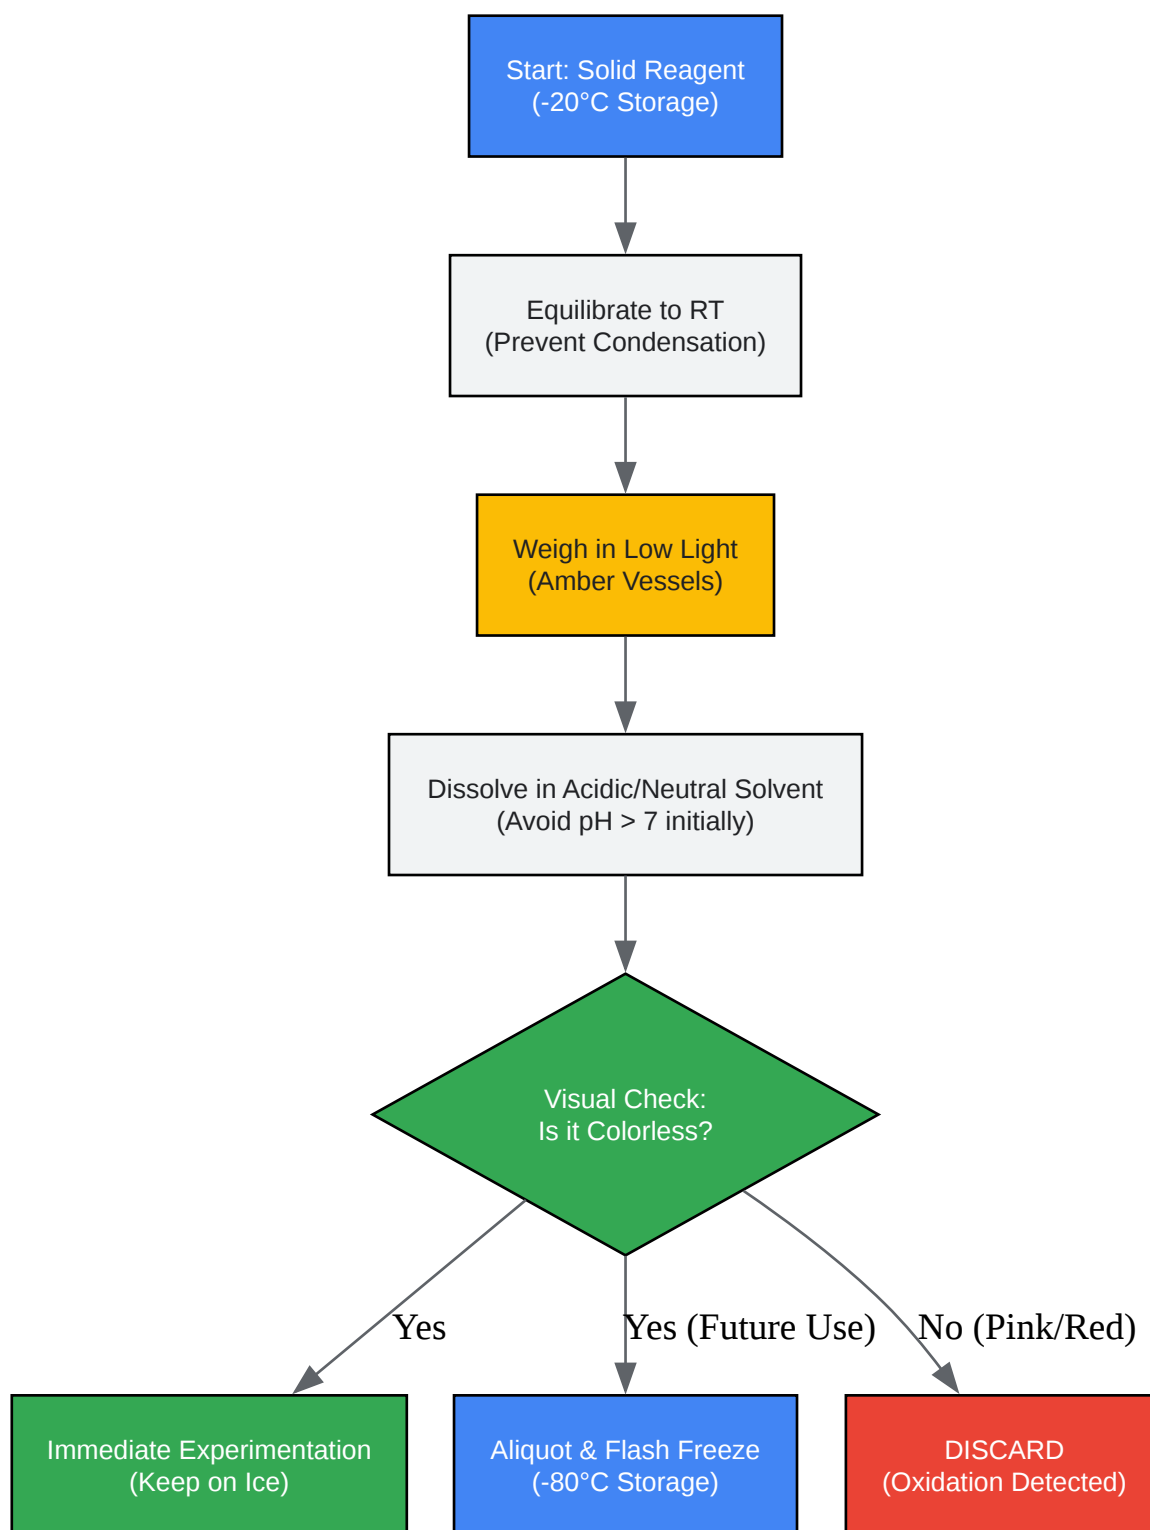 Start: Solid Reagent
(-20°C Storage)
Equilibrate to RT
(Prevent Condensation)
Weigh in Low Light
(Amber Vessels)
Dissolve in Acidic/Neutral Solvent
(Avoid pH > 7 initially)
Visual Check:
Is it Colorless?
Yes
Yes (Future Use)
No (Pink/Red)
Immediate Experimentation
(Keep on Ice)
Aliquot & Flash Freeze
(-80°C Storage)
DISCARD
(Oxidation Detected)